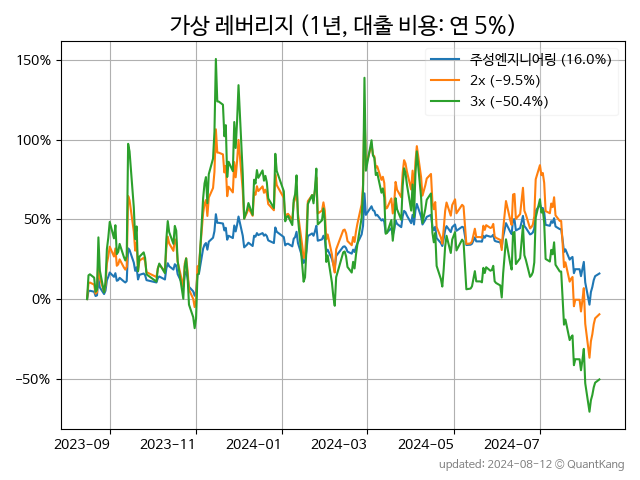 가상 레버리지 (1년, 대출 비용: 연 5%)
주성엔지니어링 (16.0%)
2x (−9.5%)
3x (−50.4%)
150%
100%
50%
0%
−50%
2023-09 2023-11 2024-01 2024-03 2024-05 2024-07
updated: 2024-08-12 © QuantKang